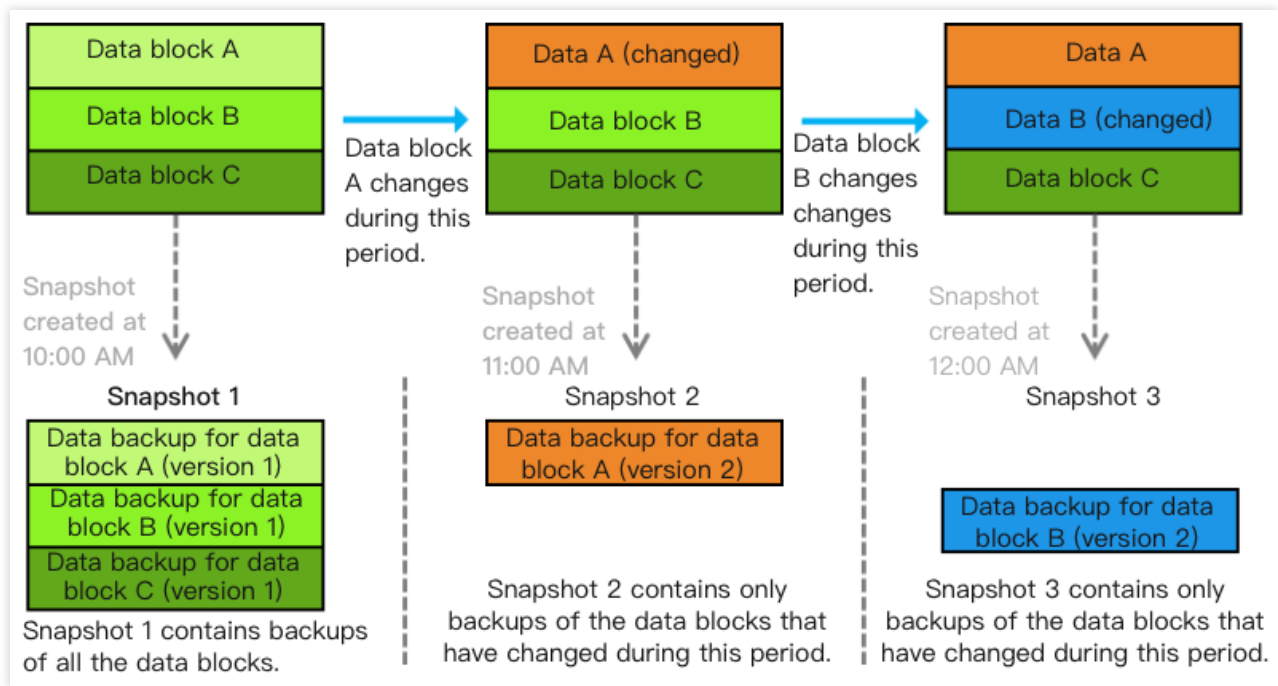 Data block A
Data block B
Data block C
Data block
A changes
during this
period.
Data A (changed)
Data block B
Data block C
Data block
B changes
changes
during this
period.
Data A
Data B (changed)
Data block C
Snapshot
created at
10:00 AM
Snapshot
created at
11:00 AM
Snapshot
created at
12:00 AM
Snapshot 1
Data backup for data
block A (version 1)
Data backup for data
block B (version 1)
Data backup for data
block C (version 1)
Snapshot 1 contains backups
of all the data blocks.
Snapshot 2
Data backup for data
block A (version 2)
Snapshot 2 contains only
backups of the data blocks that
have changed during this period.
Snapshot 3
Data backup for data
block B (version 2)
Snapshot 3 contains only
backups of the data blocks that
have changed during this period.